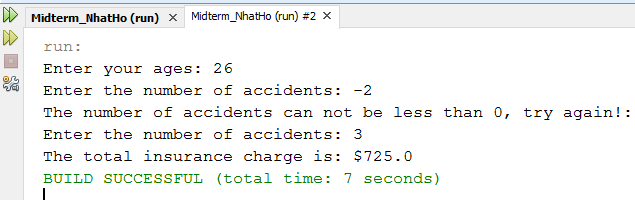 Midterm_NhatHo (run) × Midterm_NhatHo (run) #2 ×
run:
Enter your ages: 26
Enter the number of accidents: -2
The number of accidents can not be less than 0, try again!:
Enter the number of accidents: 3
The total insurance charge is: $725.0
BUILD SUCCESSFUL (total time: 7 seconds)